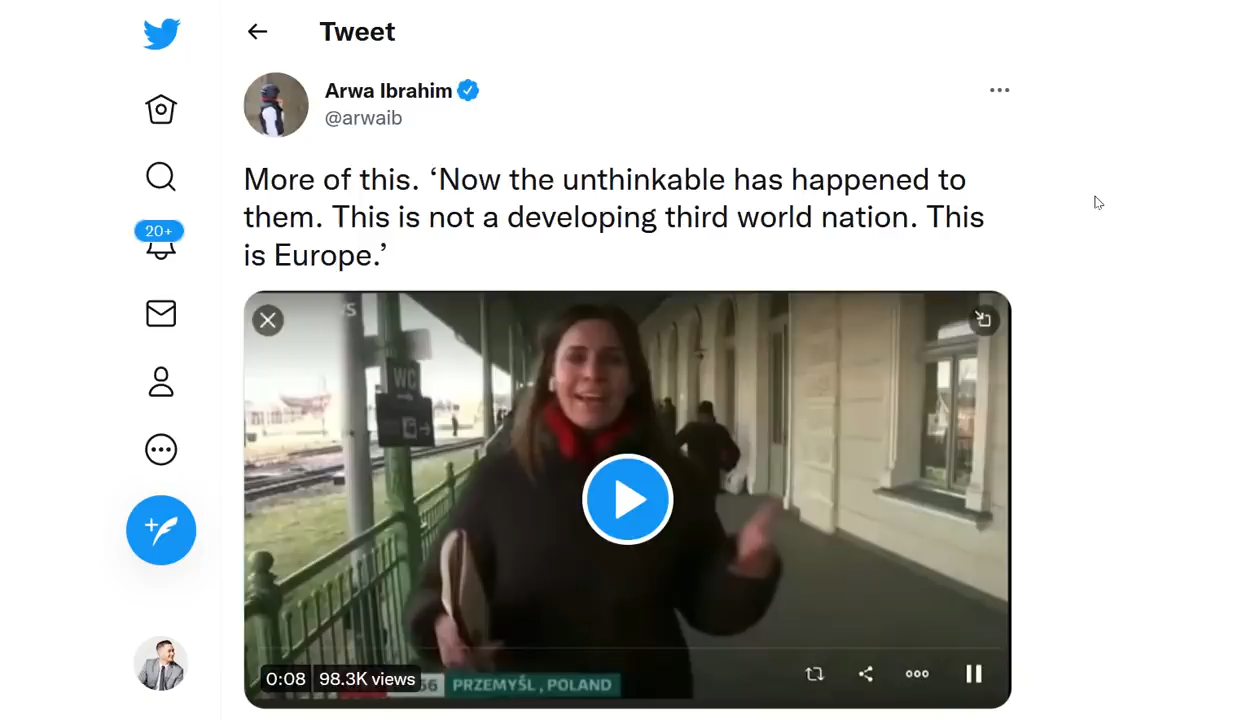 Tweet
Arwa Ibrahim
@arwaib
More of this. ‘Now the unthinkable has happened to
them. This is not a developing third world nation. This
is Europe.’
20+
WC
0:08 98.3K views
PRZEMYŚL, POLAND